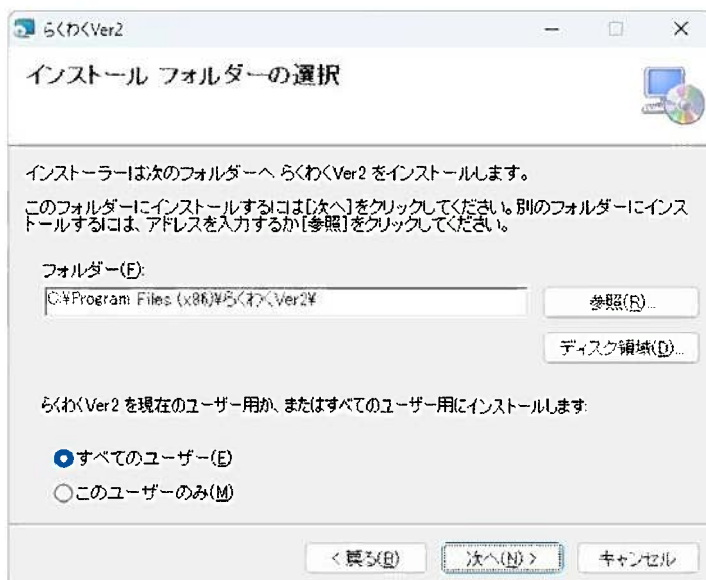 らくわくVer2
インストール フォルダーの選択
インストーラーは次のフォルダーへ らくわくVer2 をインストールします。
このフォルダーにインストールするには[次へ]をクリックしてください。別のフォルダーにインス
トールするには、アドレスを入力するか[参照]をクリックしてください。
フォルダー(F):
C:¥Program Files (x86)¥らくわくVer2¥
参照(R)...
ディスク領域(D)...
らくわくVer2 を現在のユーザー用か、またはすべてのユーザー用にインストールします:
すべてのユーザー(E)
このユーザーのみ(M)
< 戻る(B)
次へ(N) >
キャンセル